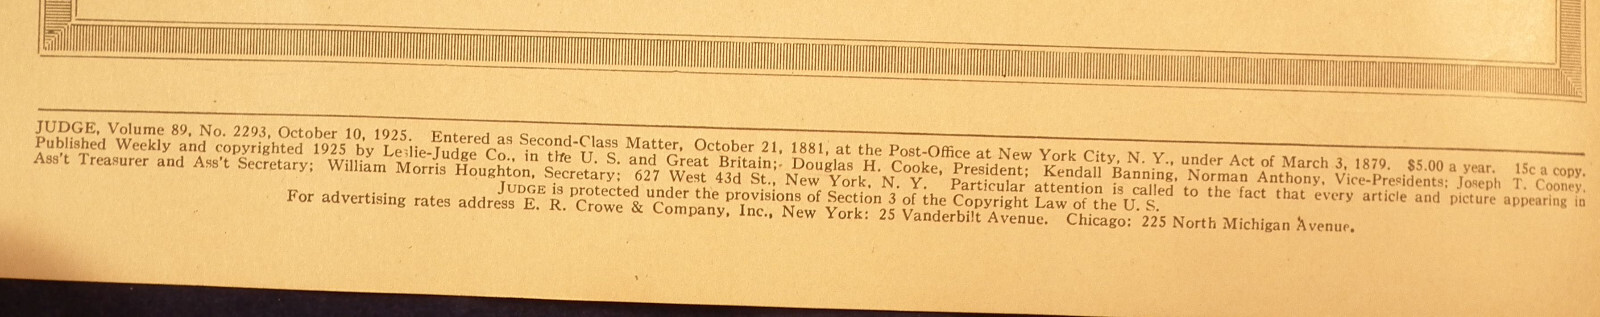 JUDGE, Volume 89, No. 2293, October 10, 1925. Entered as Second-Class Matter, October 21, 1881, at the Post-Office at New York City, N. Y., under Act of March 3, 1879. $5.00 a year. 15c a copy.
Published Weekly and copyrighted 1925 by Leslie-Judge Co., in the U. S. and Great Britain; Douglas H. Cooke, President; Kendall Banning, Norman Anthony, Vice-Presidents; Joseph T. Cooney,
Ass't Treasurer and Ass't Secretary; William Morris Houghton, Secretary; 627 West 43d St., New York, N. Y. Particular attention is called to the fact that every article and picture appearing in
JUDGE is protected under the provisions of Section 3 of the Copyright Law of the U. S.
For advertising rates address E. R. Crowe & Company, Inc., New York: 25 Vanderbilt Avenue. Chicago: 225 North Michigan Avenue.